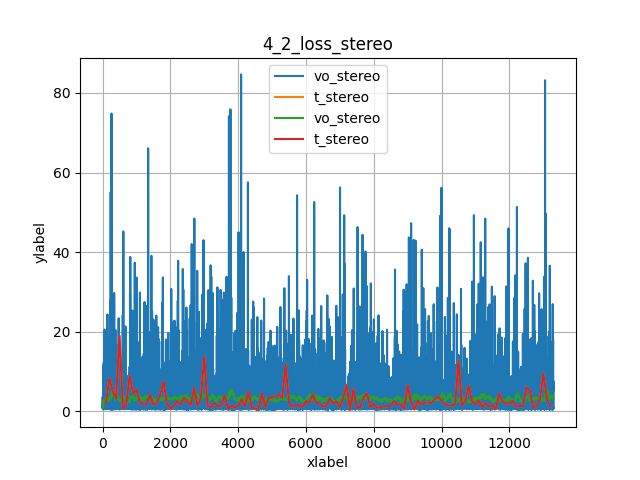 4_2_loss_stereo
vo_stereo
t_stereo
vo_stereo
t_stereo
80
60
40
20
0
ylabel
0
2000
4000
6000
8000
10000
12000
xlabel